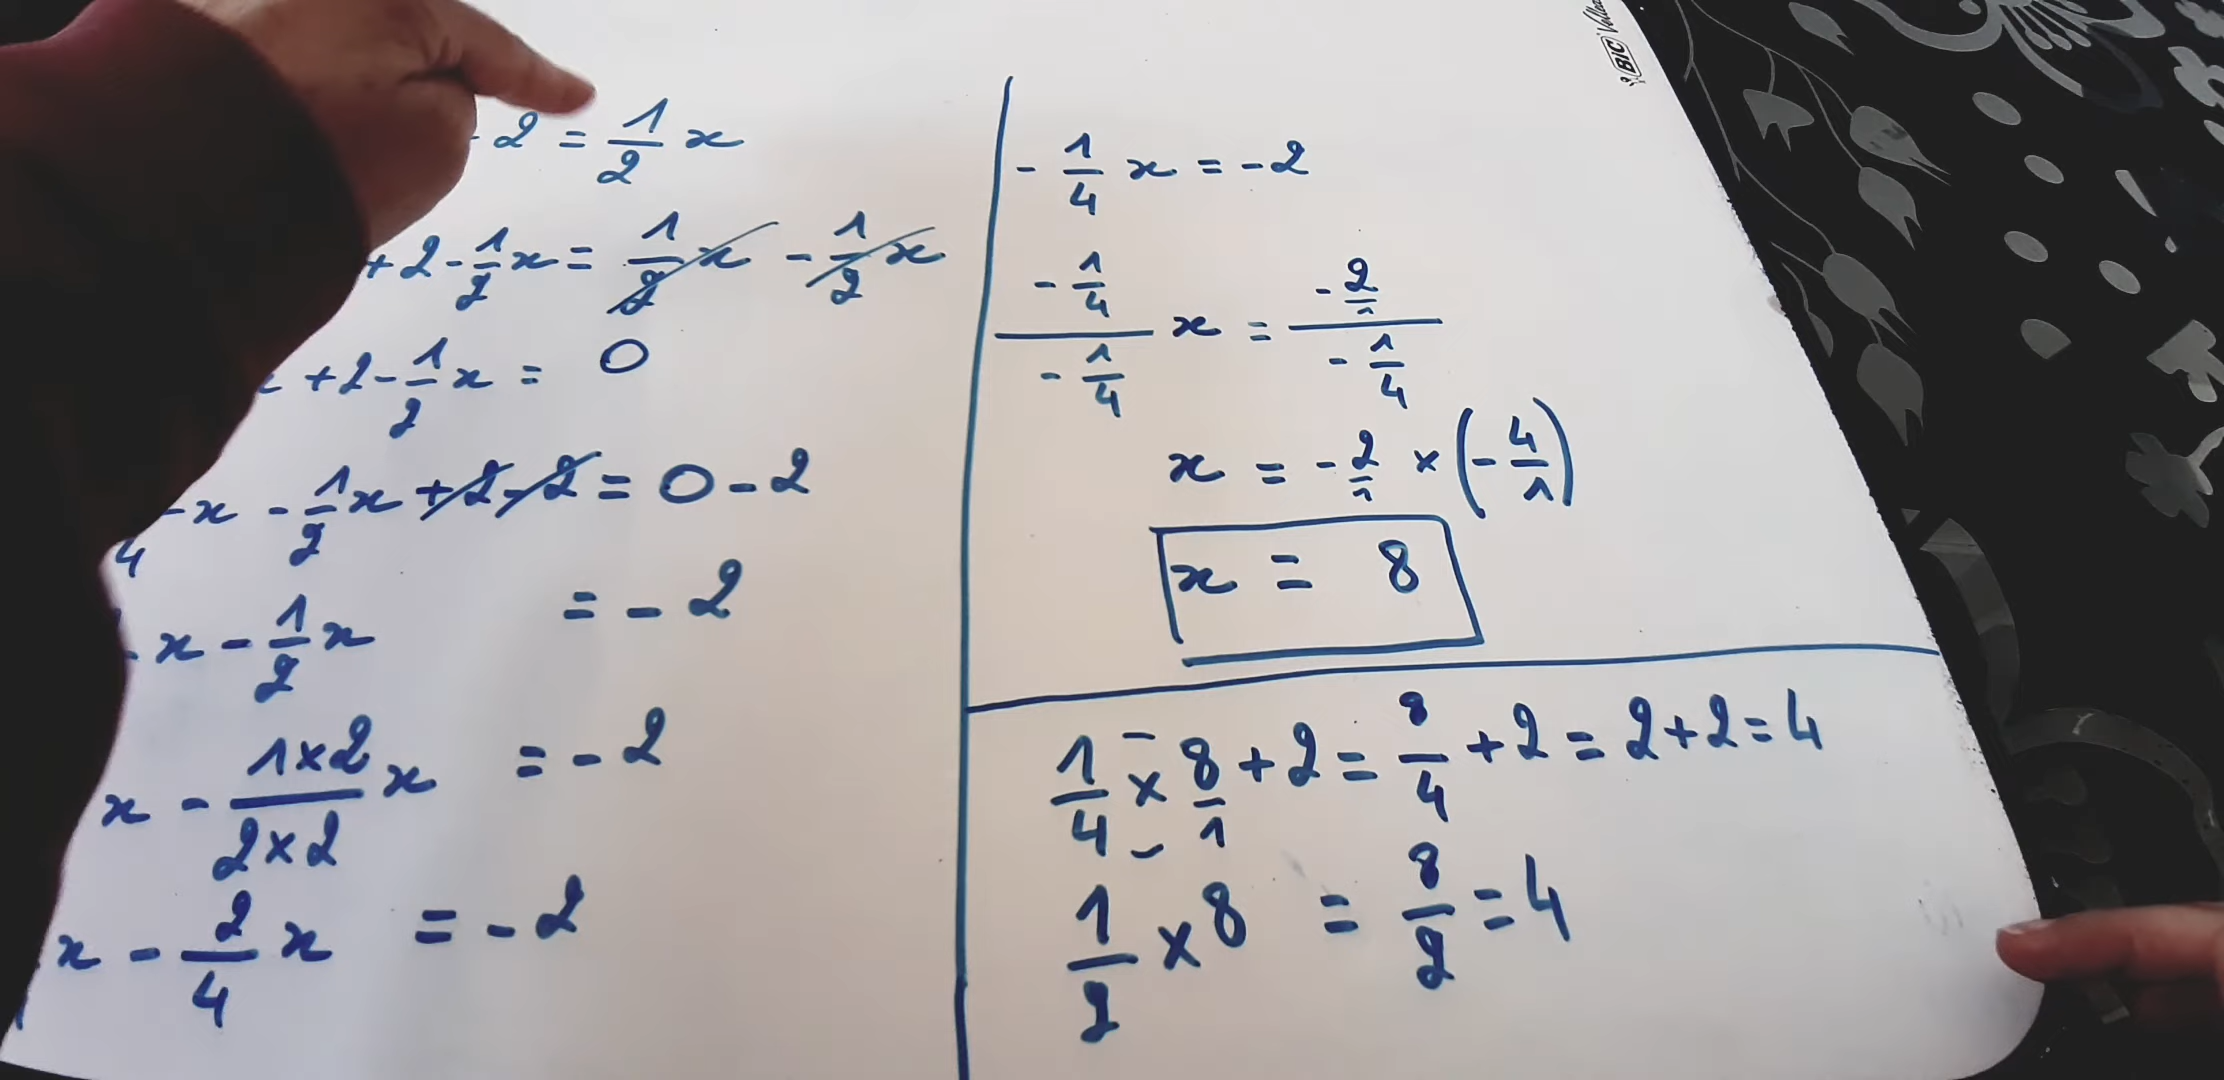 2 = 1/2 x
+ 2 - 1/2 x = 1/2 x - 1/2 x
x + 2 - 1/2 x = 0
x - 1/2 x + 2 - 2 = 0 - 2
4
x - 1/2 x = - 2
x - 1×2/2×2 x = - 2
x - 2/4 x = - 2
- 1/4 x = - 2
- 1/4 / - 1/4 x = - 2/1 / - 1/4
x = - 2/1 × (- 4/1)
x = 8
1/4 × 8/1 + 2 = 8/4 + 2 = 2 + 2 = 4
1/2 × 8 = 8/2 = 4
BIC Velleda